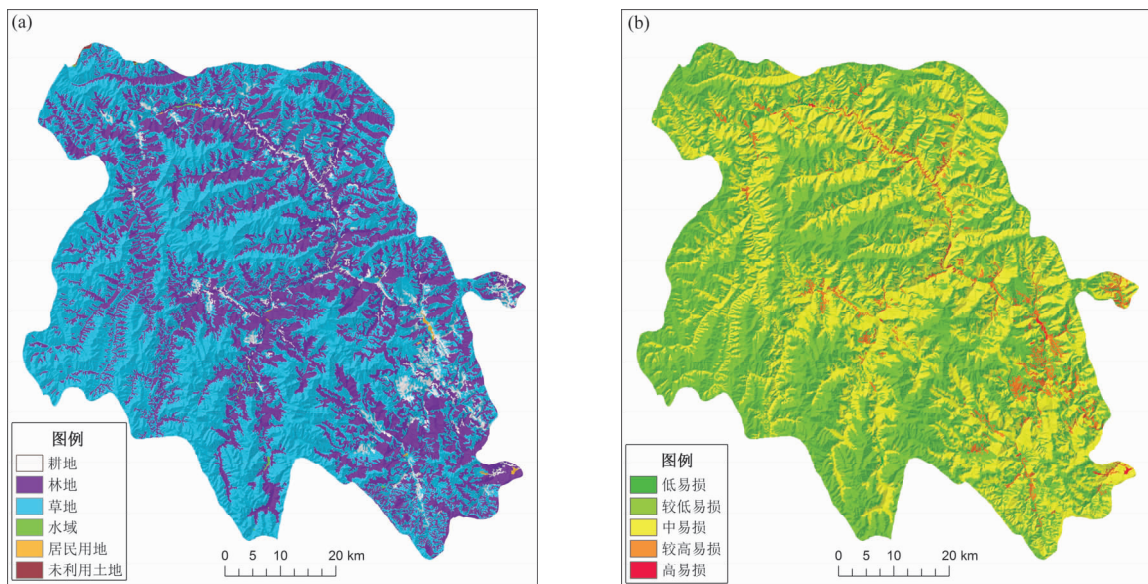 (a)
图例
耕地
林地
草地
水域
居民用地
未利用土地
0 5 10 20 km
(b)
图例
低易损
较低易损
中易损
较高易损
高易损
0 5 10 20 km